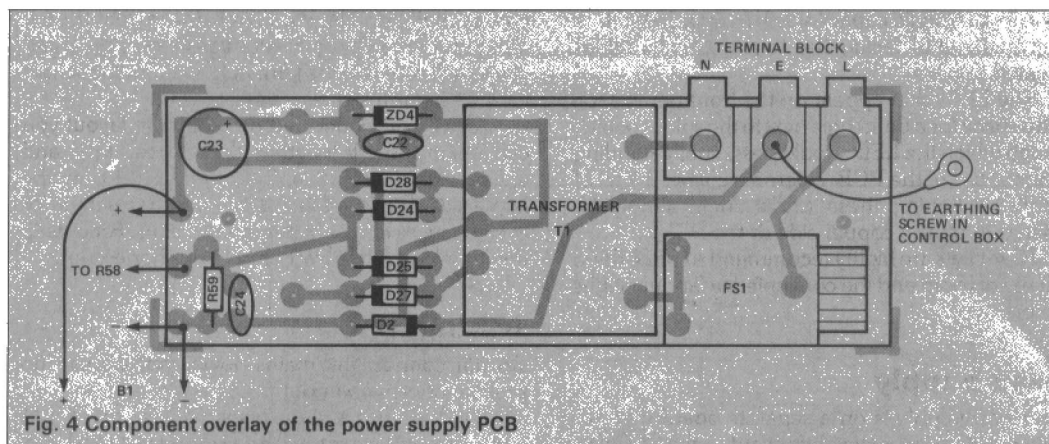 TERMINAL BLOCK
N E L
+
C23
ZD4
C22
D28
D24
TRANSFORMER
T1
+
TO R58
R59
C24
D25
D27
D2
FS1
TO EARTHING
SCREW IN
CONTROL BOX
−
B1
+ −
Fig. 4 Component overlay of the power supply PCB